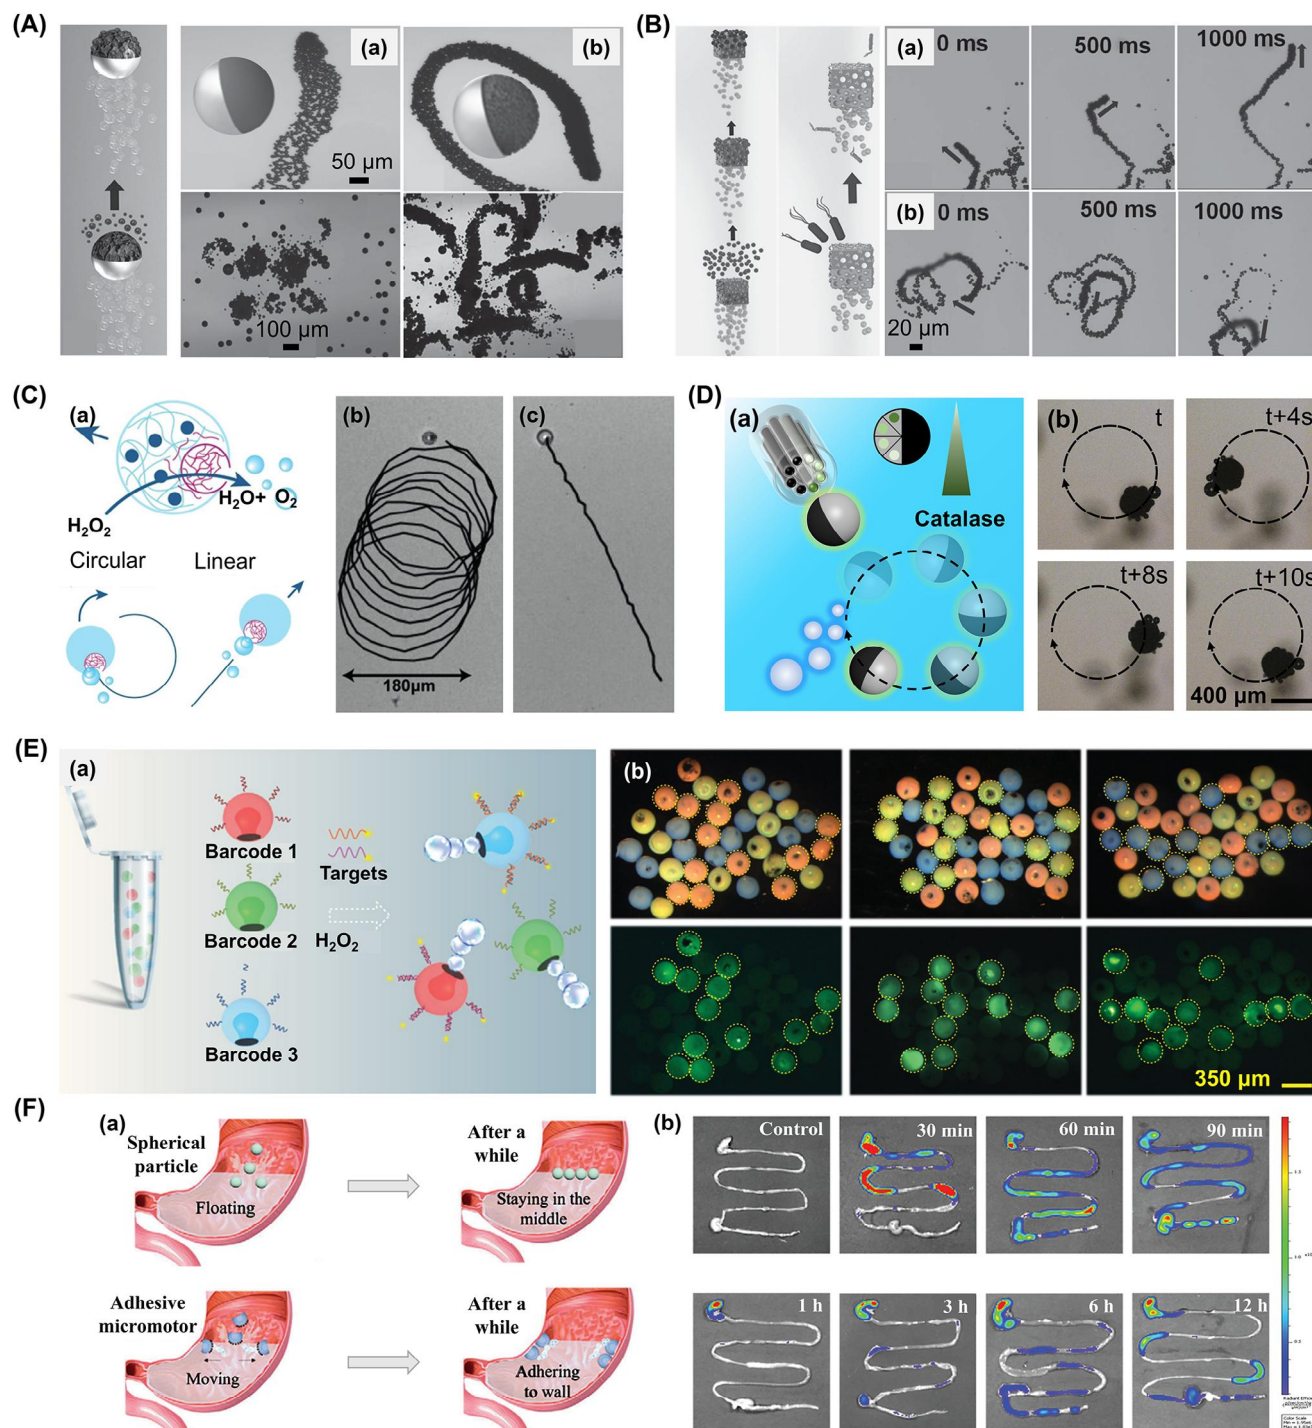 (A)
(a)
(b)
50 µm
100 µm
(B)
(a)
0 ms
500 ms
1000 ms
(b)
0 ms
500 ms
1000 ms
20 µm
(C)
(a)
H₂O₂
H₂O+ O₂
Circular
Linear
(b)
180µm
(c)
(D)
(a)
Catalase
(b)
t
t+4s
t+8s
t+10s
400 µm
(E)
(a)
Barcode 1
Barcode 2
Barcode 3
Targets
H₂O₂
(b)
350 µm
(F)
(a)
Spherical
particle
Floating
After a
while
Staying in the
middle
Adhesive
micromotor
Moving
After a
while
Adhering
to wall
(b)
Control
30 min
60 min
90 min
1 h
3 h
6 h
12 h
Color Scale